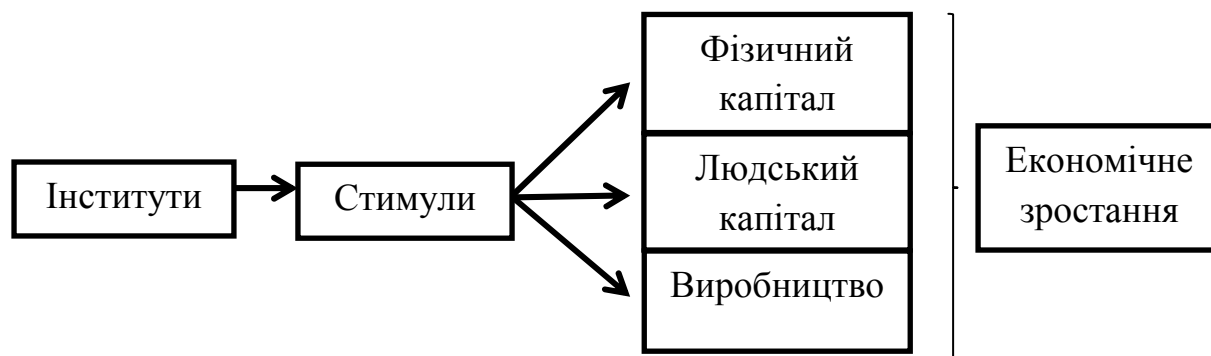 Інститути
Стимули
Фізичний
капітал
Людський
капітал
Виробництво
Економічне
зростання